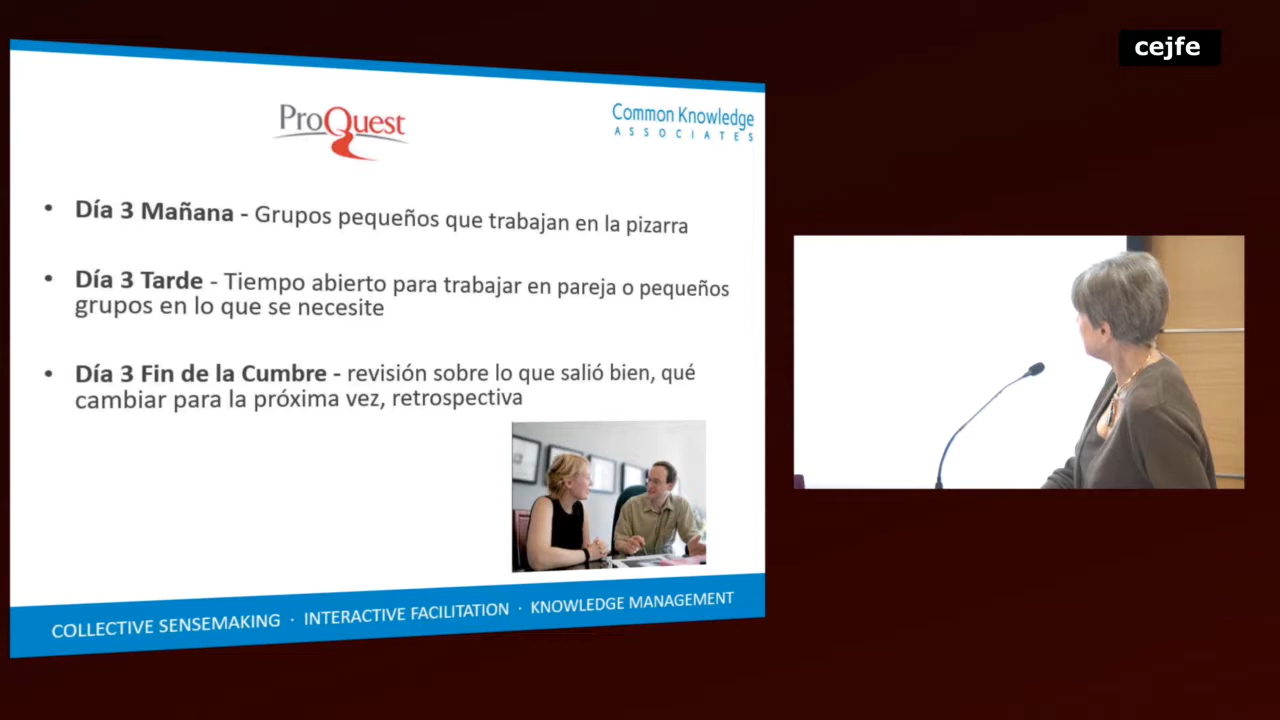 cejfe
ProQuest
Common Knowledge
ASSOCIATES
• Día 3 Mañana - Grupos pequeños que trabajan en la pizarra
• Día 3 Tarde - Tiempo abierto para trabajar en pareja o pequeños
grupos en lo que se necesite
• Día 3 Fin de la Cumbre - revisión sobre lo que salió bien, qué
cambiar para la próxima vez, retrospectiva
COLLECTIVE SENSEMAKING · INTERACTIVE FACILITATION · KNOWLEDGE MANAGEMENT